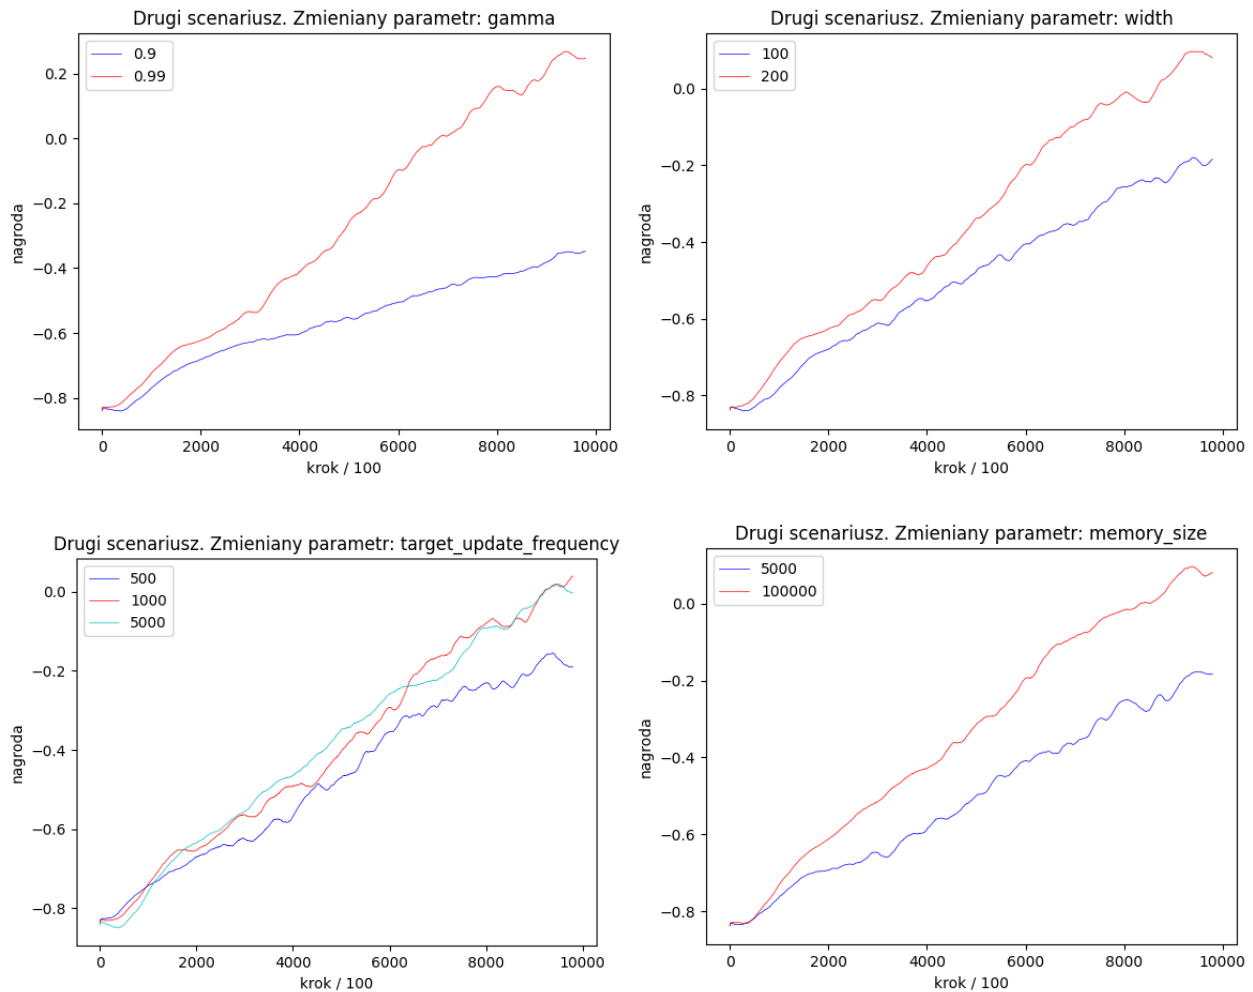 Drugi scenariusz. Zmieniany parametr: gamma
0.9
0.99
0.2
0.0
−0.2
−0.4
−0.6
−0.8
nagroda
0 2000 4000 6000 8000 10000
krok / 100
Drugi scenariusz. Zmieniany parametr: width
100
200
0.0
−0.2
−0.4
−0.6
−0.8
nagroda
0 2000 4000 6000 8000 10000
krok / 100
Drugi scenariusz. Zmieniany parametr: target_update_frequency
500
1000
5000
0.0
−0.2
−0.4
−0.6
−0.8
nagroda
0 2000 4000 6000 8000 10000
krok / 100
Drugi scenariusz. Zmieniany parametr: memory_size
5000
100000
0.0
−0.2
−0.4
−0.6
−0.8
nagroda
0 2000 4000 6000 8000 10000
krok / 100